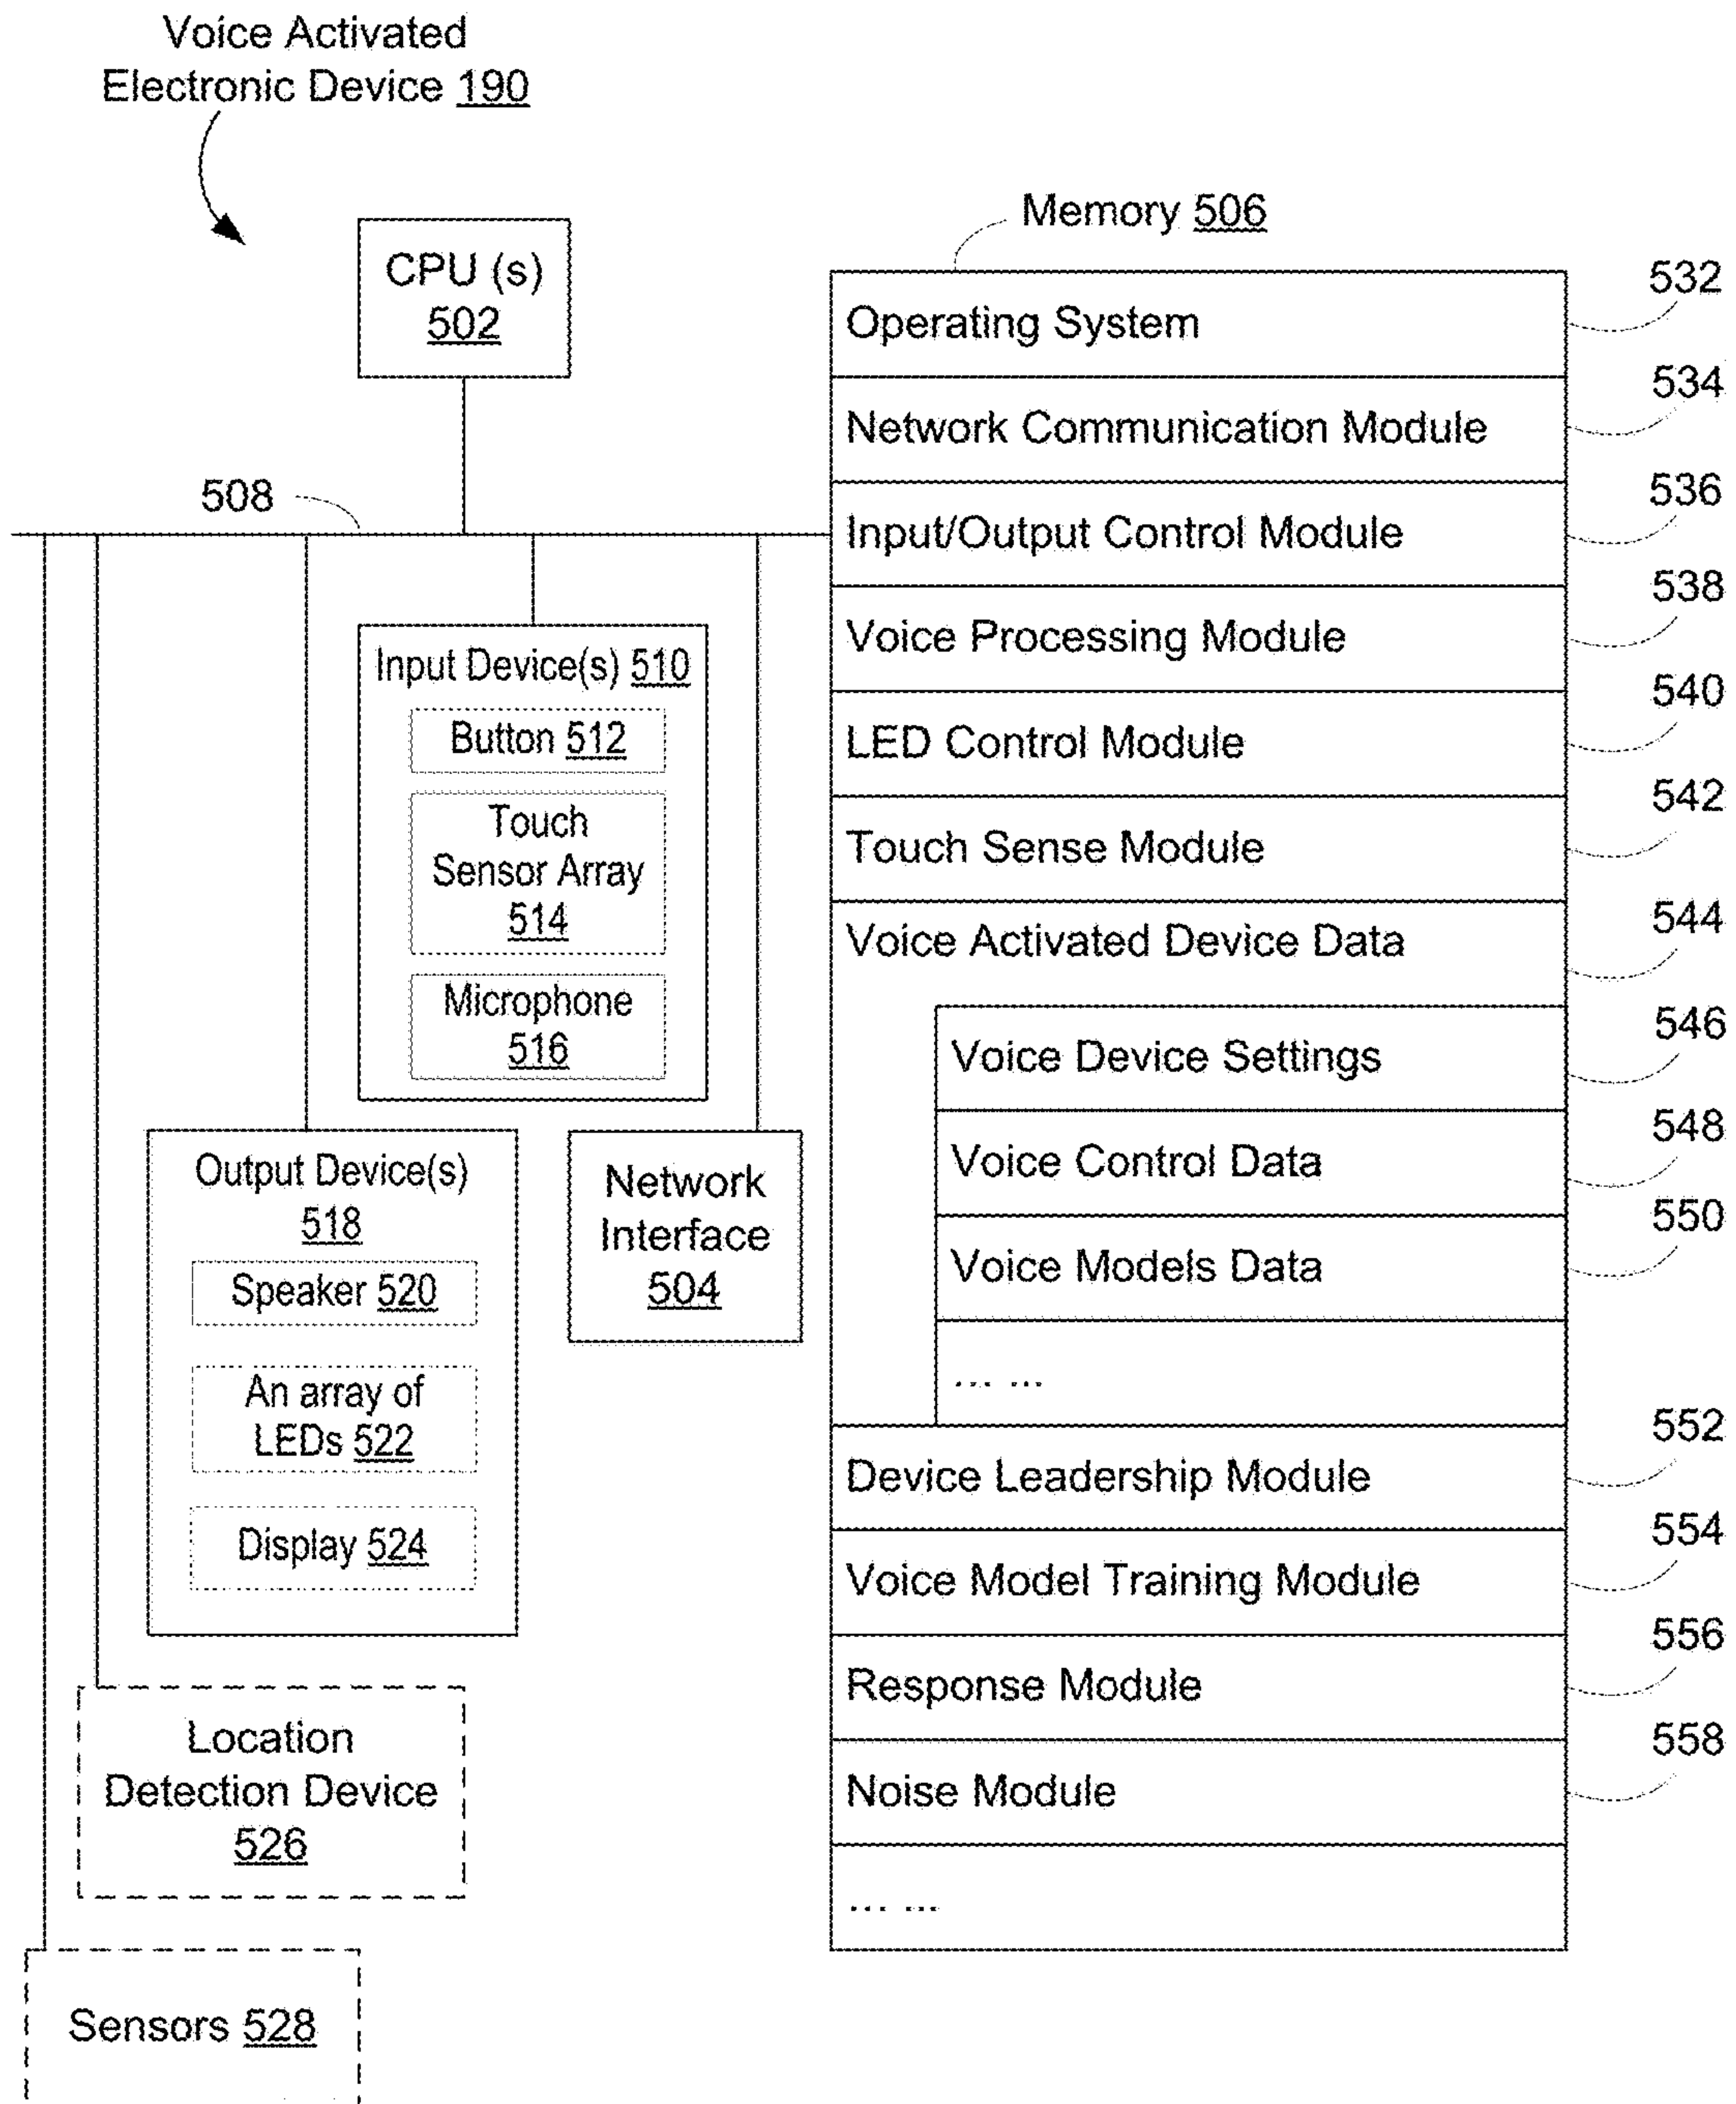 Voice Activated
Electronic Device 190
CPU (s)
502
508
Input Device(s) 510
Button 512
Touch
Sensor Array
514
Microphone
516
Output Device(s)
518
Speaker 520
An array of
LEDs 522
Display 524
Network
Interface
504
Location
Detection Device
526
Sensors 528
Memory 506
Operating System 532
Network Communication Module 534
Input/Output Control Module 536
Voice Processing Module 538
LED Control Module 540
Touch Sense Module 542
Voice Activated Device Data 544
Voice Device Settings 546
Voice Control Data 548
Voice Models Data 550
... ...
Device Leadership Module 552
Voice Model Training Module 554
Response Module 556
Noise Module 558
... ...